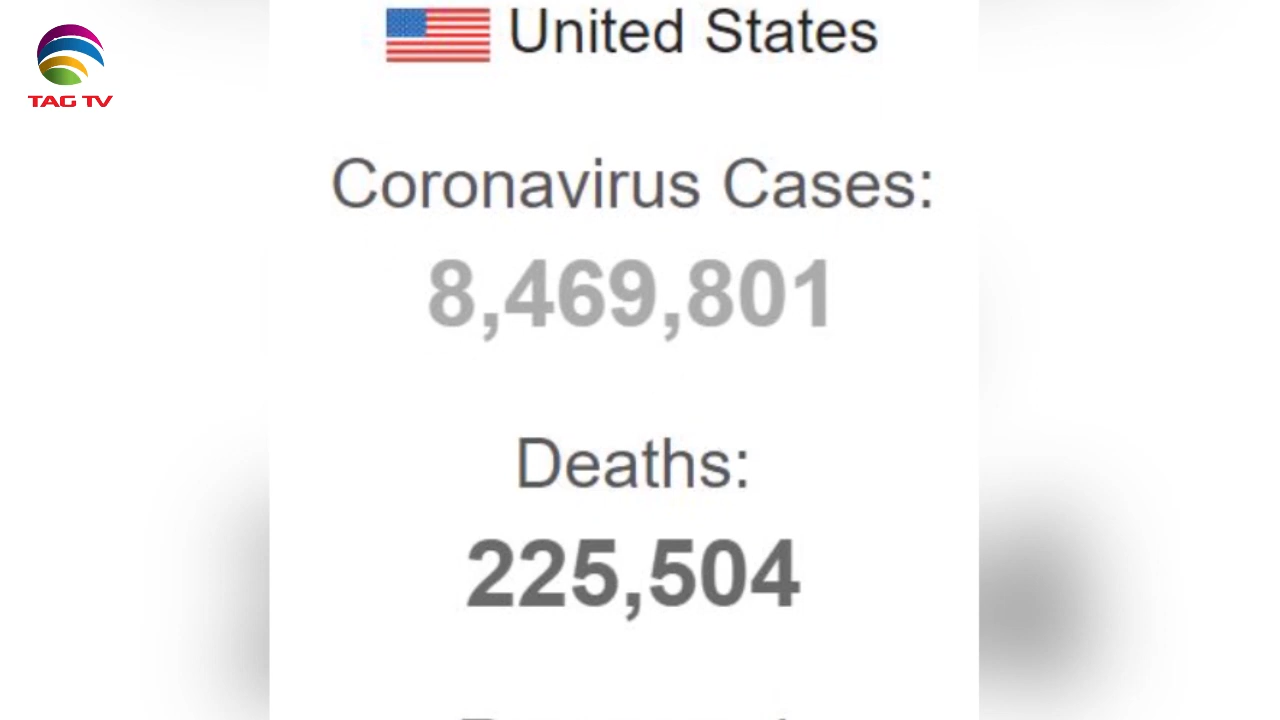 United States
TAG TV
Coronavirus Cases:
8,469,801
Deaths:
225,504